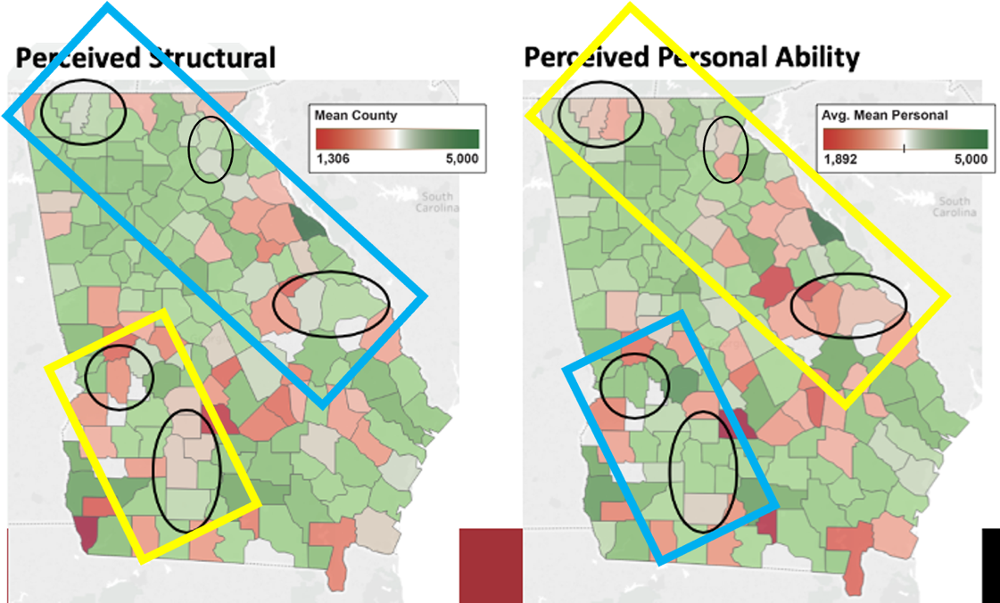 Perceived Structural
Mean County
1,306 5,000
South
Carolina
Perceived Personal Ability
Avg. Mean Personal
1,892 5,000
South
Carolina